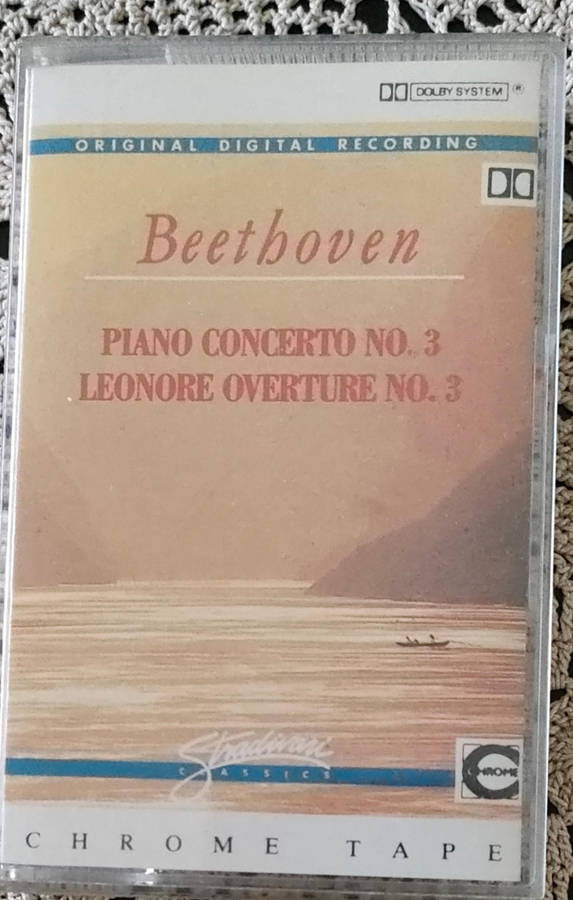 DOLBY SYSTEM ®
ORIGINAL DIGITAL RECORDING
Beethoven
PIANO CONCERTO NO. 3
LEONORE OVERTURE NO. 3
Stradivari
CLASSICS
CHROME
CHROME TAPE